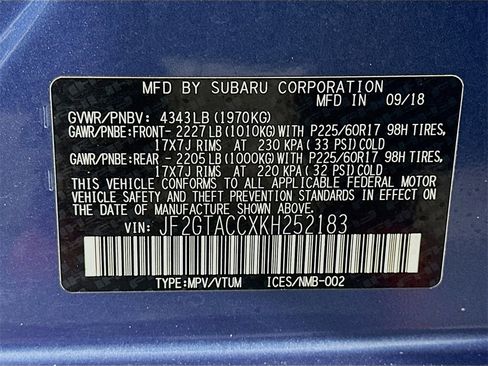 MFD BY SUBARU CORPORATION
MFD IN 09/18
GVWR/PNBV: 4343LB (1970KG)
GAWR/PNBE:FRONT- 2227 LB (1010KG) WITH P225/60R17 98H TIRES,
17X7J RIMS AT 230 KPA (33 PSI) COLD
GAWR/PNBE:REAR - 2205 LB (1000KG) WITH P225/60R17 98H TIRES,
17X7J RIMS AT 220 KPA (32 PSI) COLD
THIS VEHICLE CONFORMS TO ALL APPLICABLE FEDERAL MOTOR
VEHICLE SAFETY AND THEFT PREVENTION STANDARDS IN EFFECT
ON THE DATE OF MANUFACTURE SHOWN ABOVE.
VIN: JF2GTACCXKH252183
TYPE:MPV/VTUM ICES/NMB-002